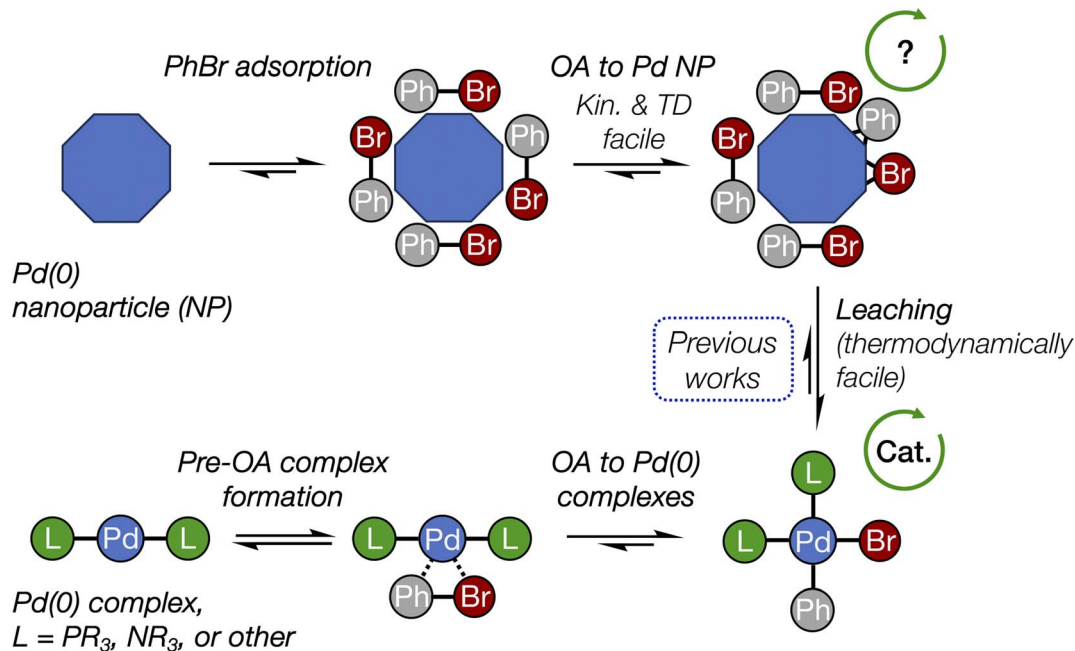 PhBr adsorption
OA to Pd NP
Kin. & TD
facile
?
Ph Br
Br
Ph
Ph
Br
Ph Br
Ph Br
Ph
Br
Br
Ph
Ph Br
Pd(0)
nanoparticle (NP)
Previous
works
Leaching
(thermodynamically
facile)
Pre-OA complex
formation
OA to Pd(0)
complexes
Cat.
L Pd L
L Pd L
Ph Br
L
L Pd Br
Ph
Pd(0) complex,
L = PR₃, NR₃, or other